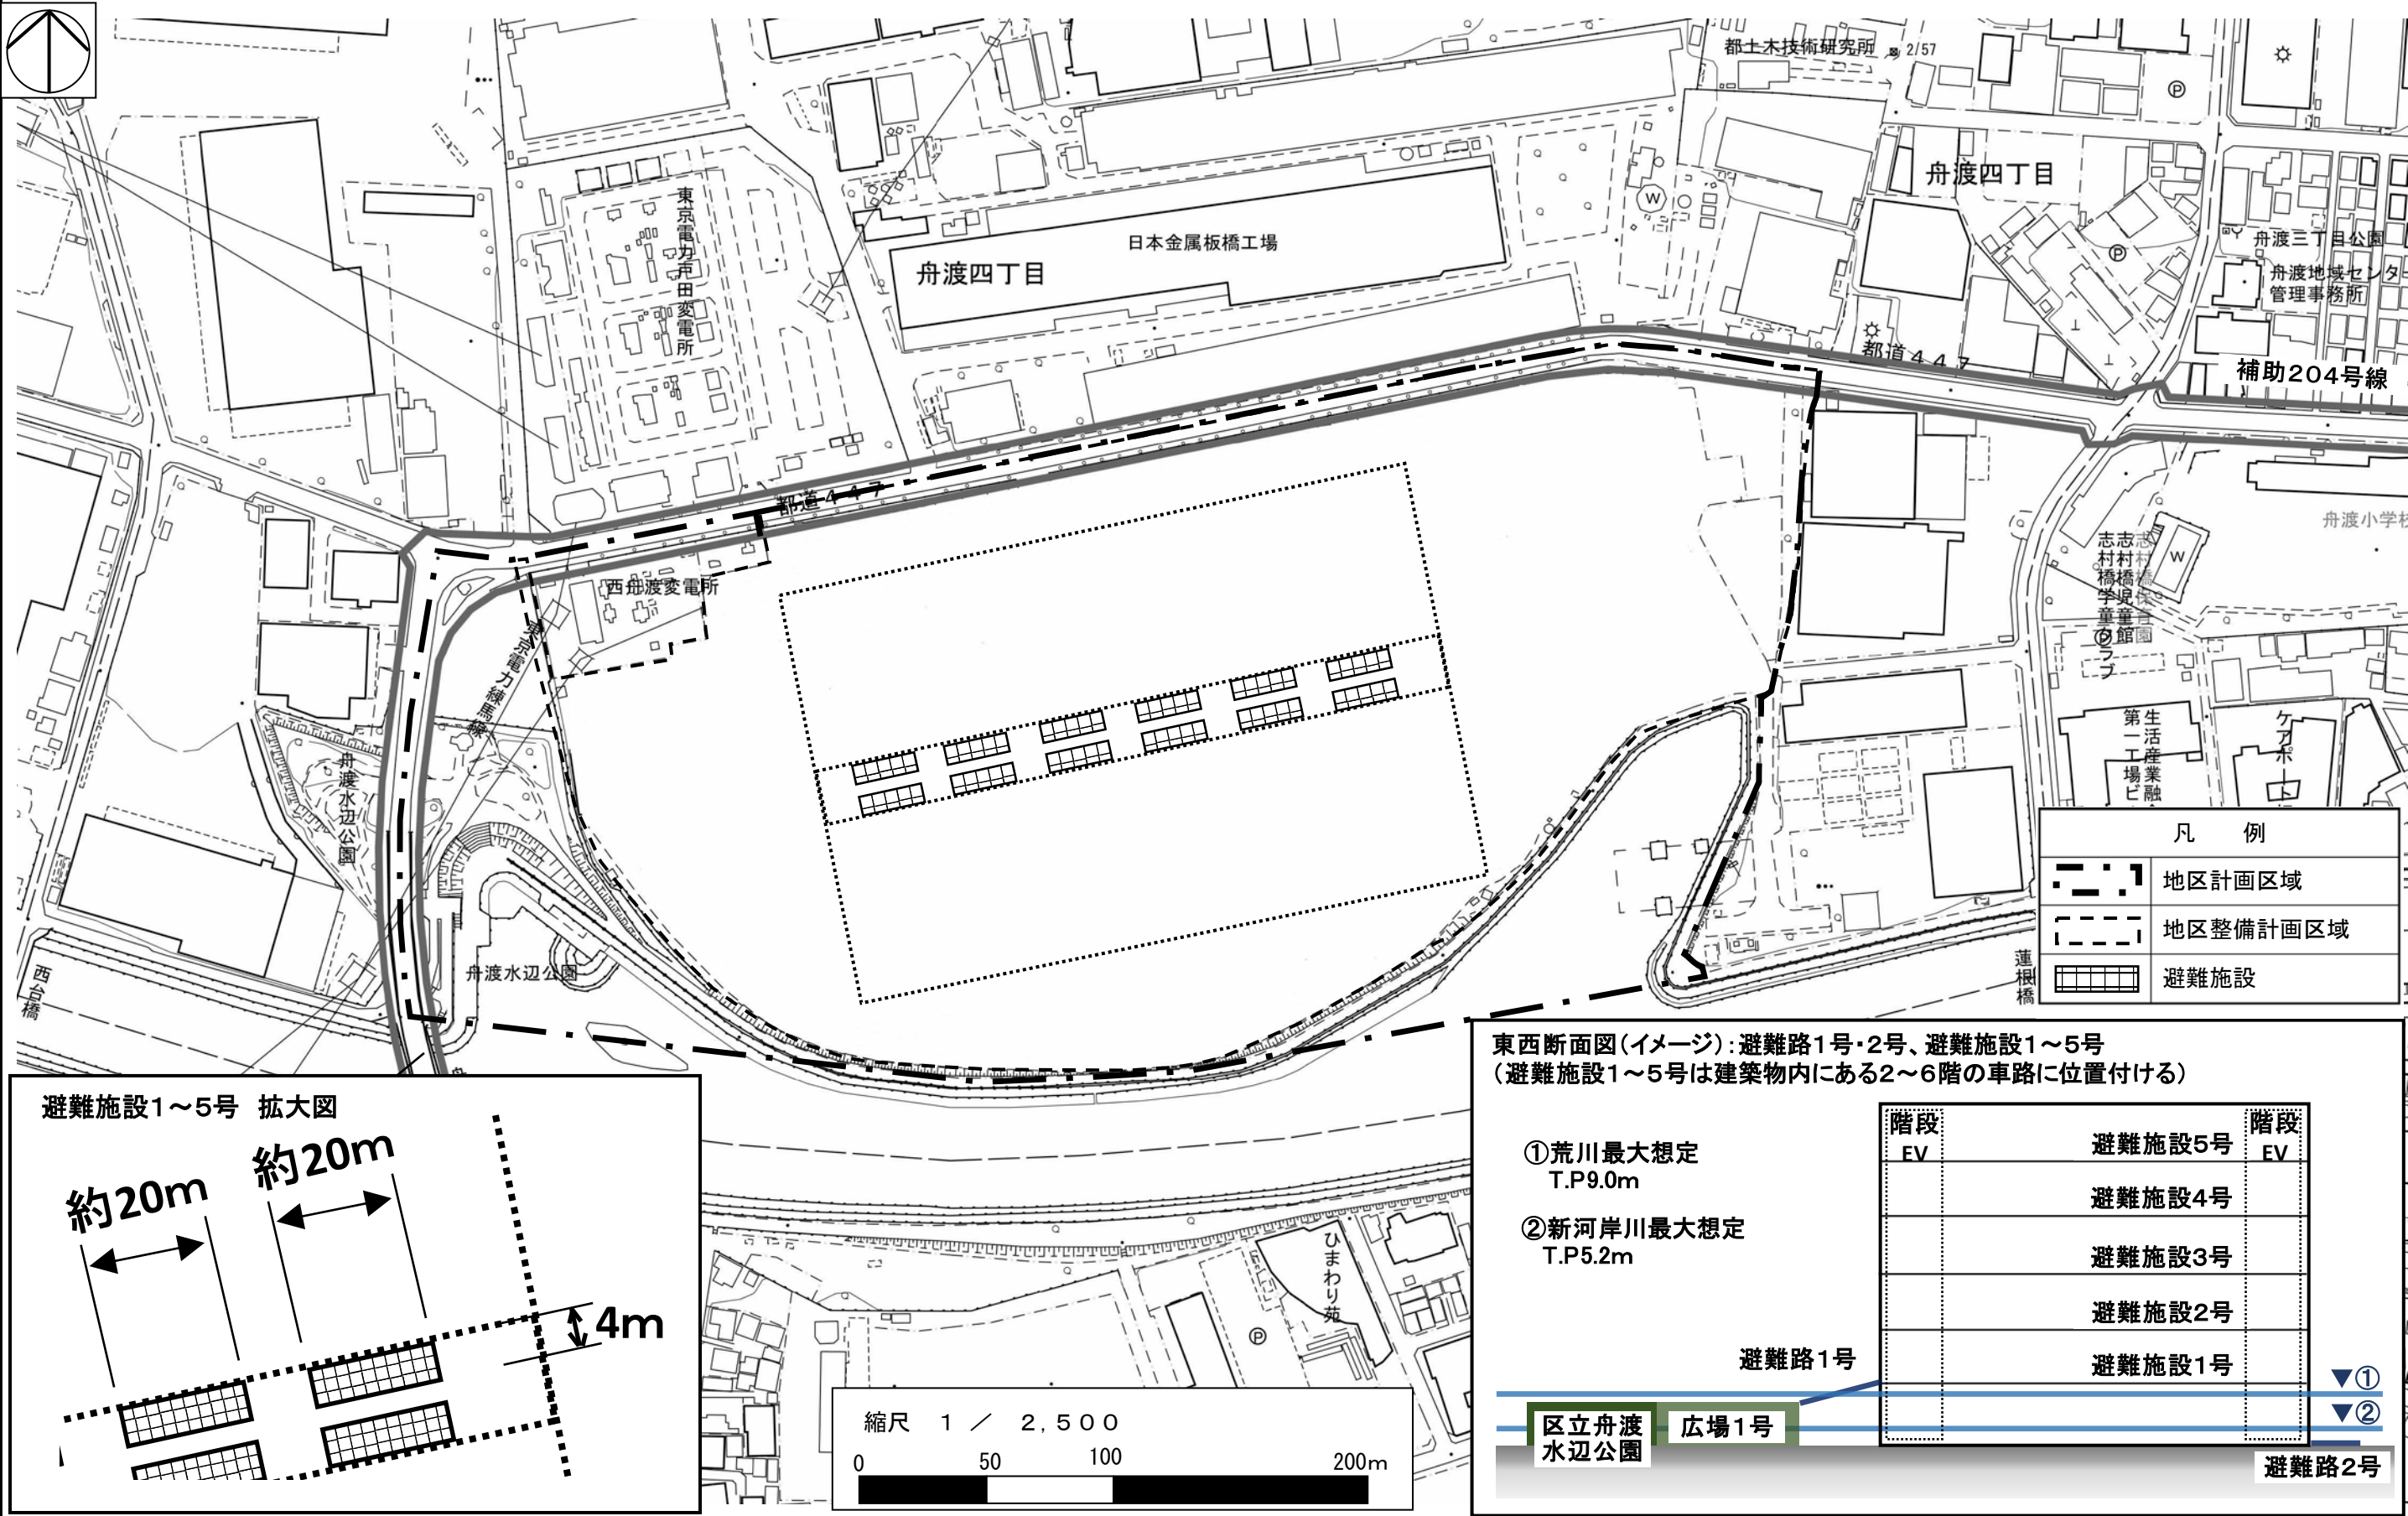 都土木技術研究所
2/57
舟渡四丁目
東京電力戸田変電所
日本金属板橋工場
舟渡四丁目
W
P
P
舟渡三丁目公園
舟渡地域センター
管理事務所
都道447
補助204号線
都道447
西舟渡変電所
東京電力練馬線
舟渡小学校
志村橋保育園
志村橋児童館
志村橋学童クラブ
W
P
生活産業融
第一工場ビ
ケアポート
舟渡水辺公園
舟渡水辺公園
西台橋
蓮根橋
ひまわり苑
P
凡　例
地区計画区域
地区整備計画区域
避難施設
避難施設1～5号 拡大図
約20m
約20m
4m
縮尺 1 ／ 2,500
0 50 100 200m
東西断面図(イメージ):避難路1号・2号、避難施設1～5号
(避難施設1～5号は建築物内にある2～6階の車路に位置付ける)
①荒川最大想定
T.P9.0m
②新河岸川最大想定
T.P5.2m
階段
EV
階段
EV
避難施設5号
避難施設4号
避難施設3号
避難施設2号
避難施設1号
避難路1号
▼①
▼②
区立舟渡
水辺公園
広場1号
避難路2号